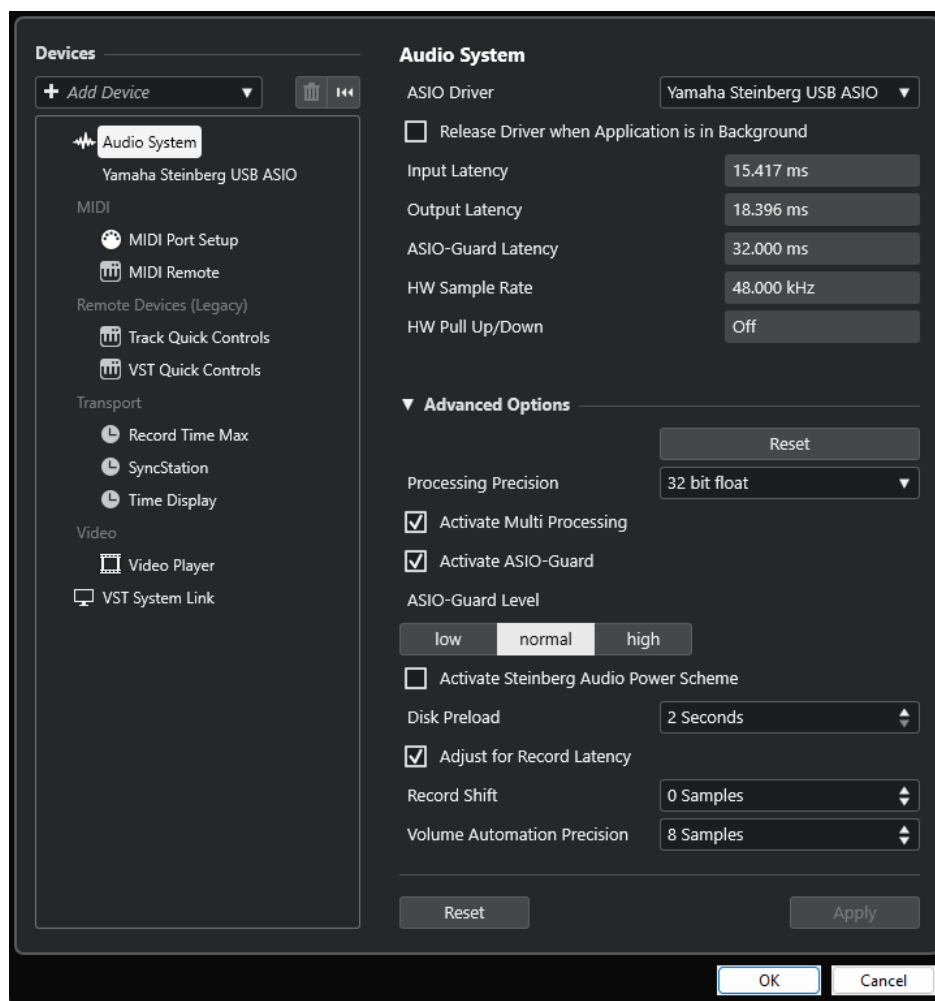 Devices
Add Device
Audio System
Yamaha Steinberg USB ASIO
MIDI
MIDI Port Setup
MIDI Remote
Remote Devices (Legacy)
Track Quick Controls
VST Quick Controls
Transport
Record Time Max
SyncStation
Time Display
Video
Video Player
VST System Link
Audio System
ASIO Driver Yamaha Steinberg USB ASIO
Release Driver when Application is in Background
Input Latency 15.417 ms
Output Latency 18.396 ms
ASIO-Guard Latency 32.000 ms
HW Sample Rate 48.000 kHz
HW Pull Up/Down Off
Advanced Options
Reset
Processing Precision 32 bit float
Activate Multi Processing
Activate ASIO-Guard
ASIO-Guard Level
low normal high
Activate Steinberg Audio Power Scheme
Disk Preload 2 Seconds
Adjust for Record Latency
Record Shift 0 Samples
Volume Automation Precision 8 Samples
Reset Apply
OK Cancel